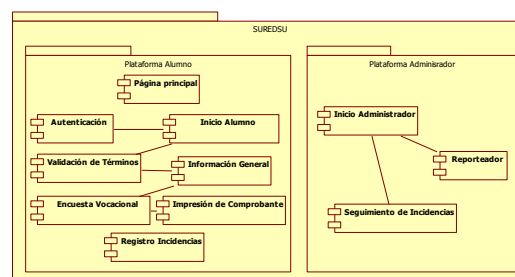 SUREDSU
Plataforma Alumno
Plataforma Adminisrador
Página principal
Autenticación
Inicio Alumno
Inicio Administrador
Validación de Términos
Información General
Reporteador
Encuesta Vocacional
Impresión de Comprobante
Seguimiento de Incidencias
Registro Incidencias